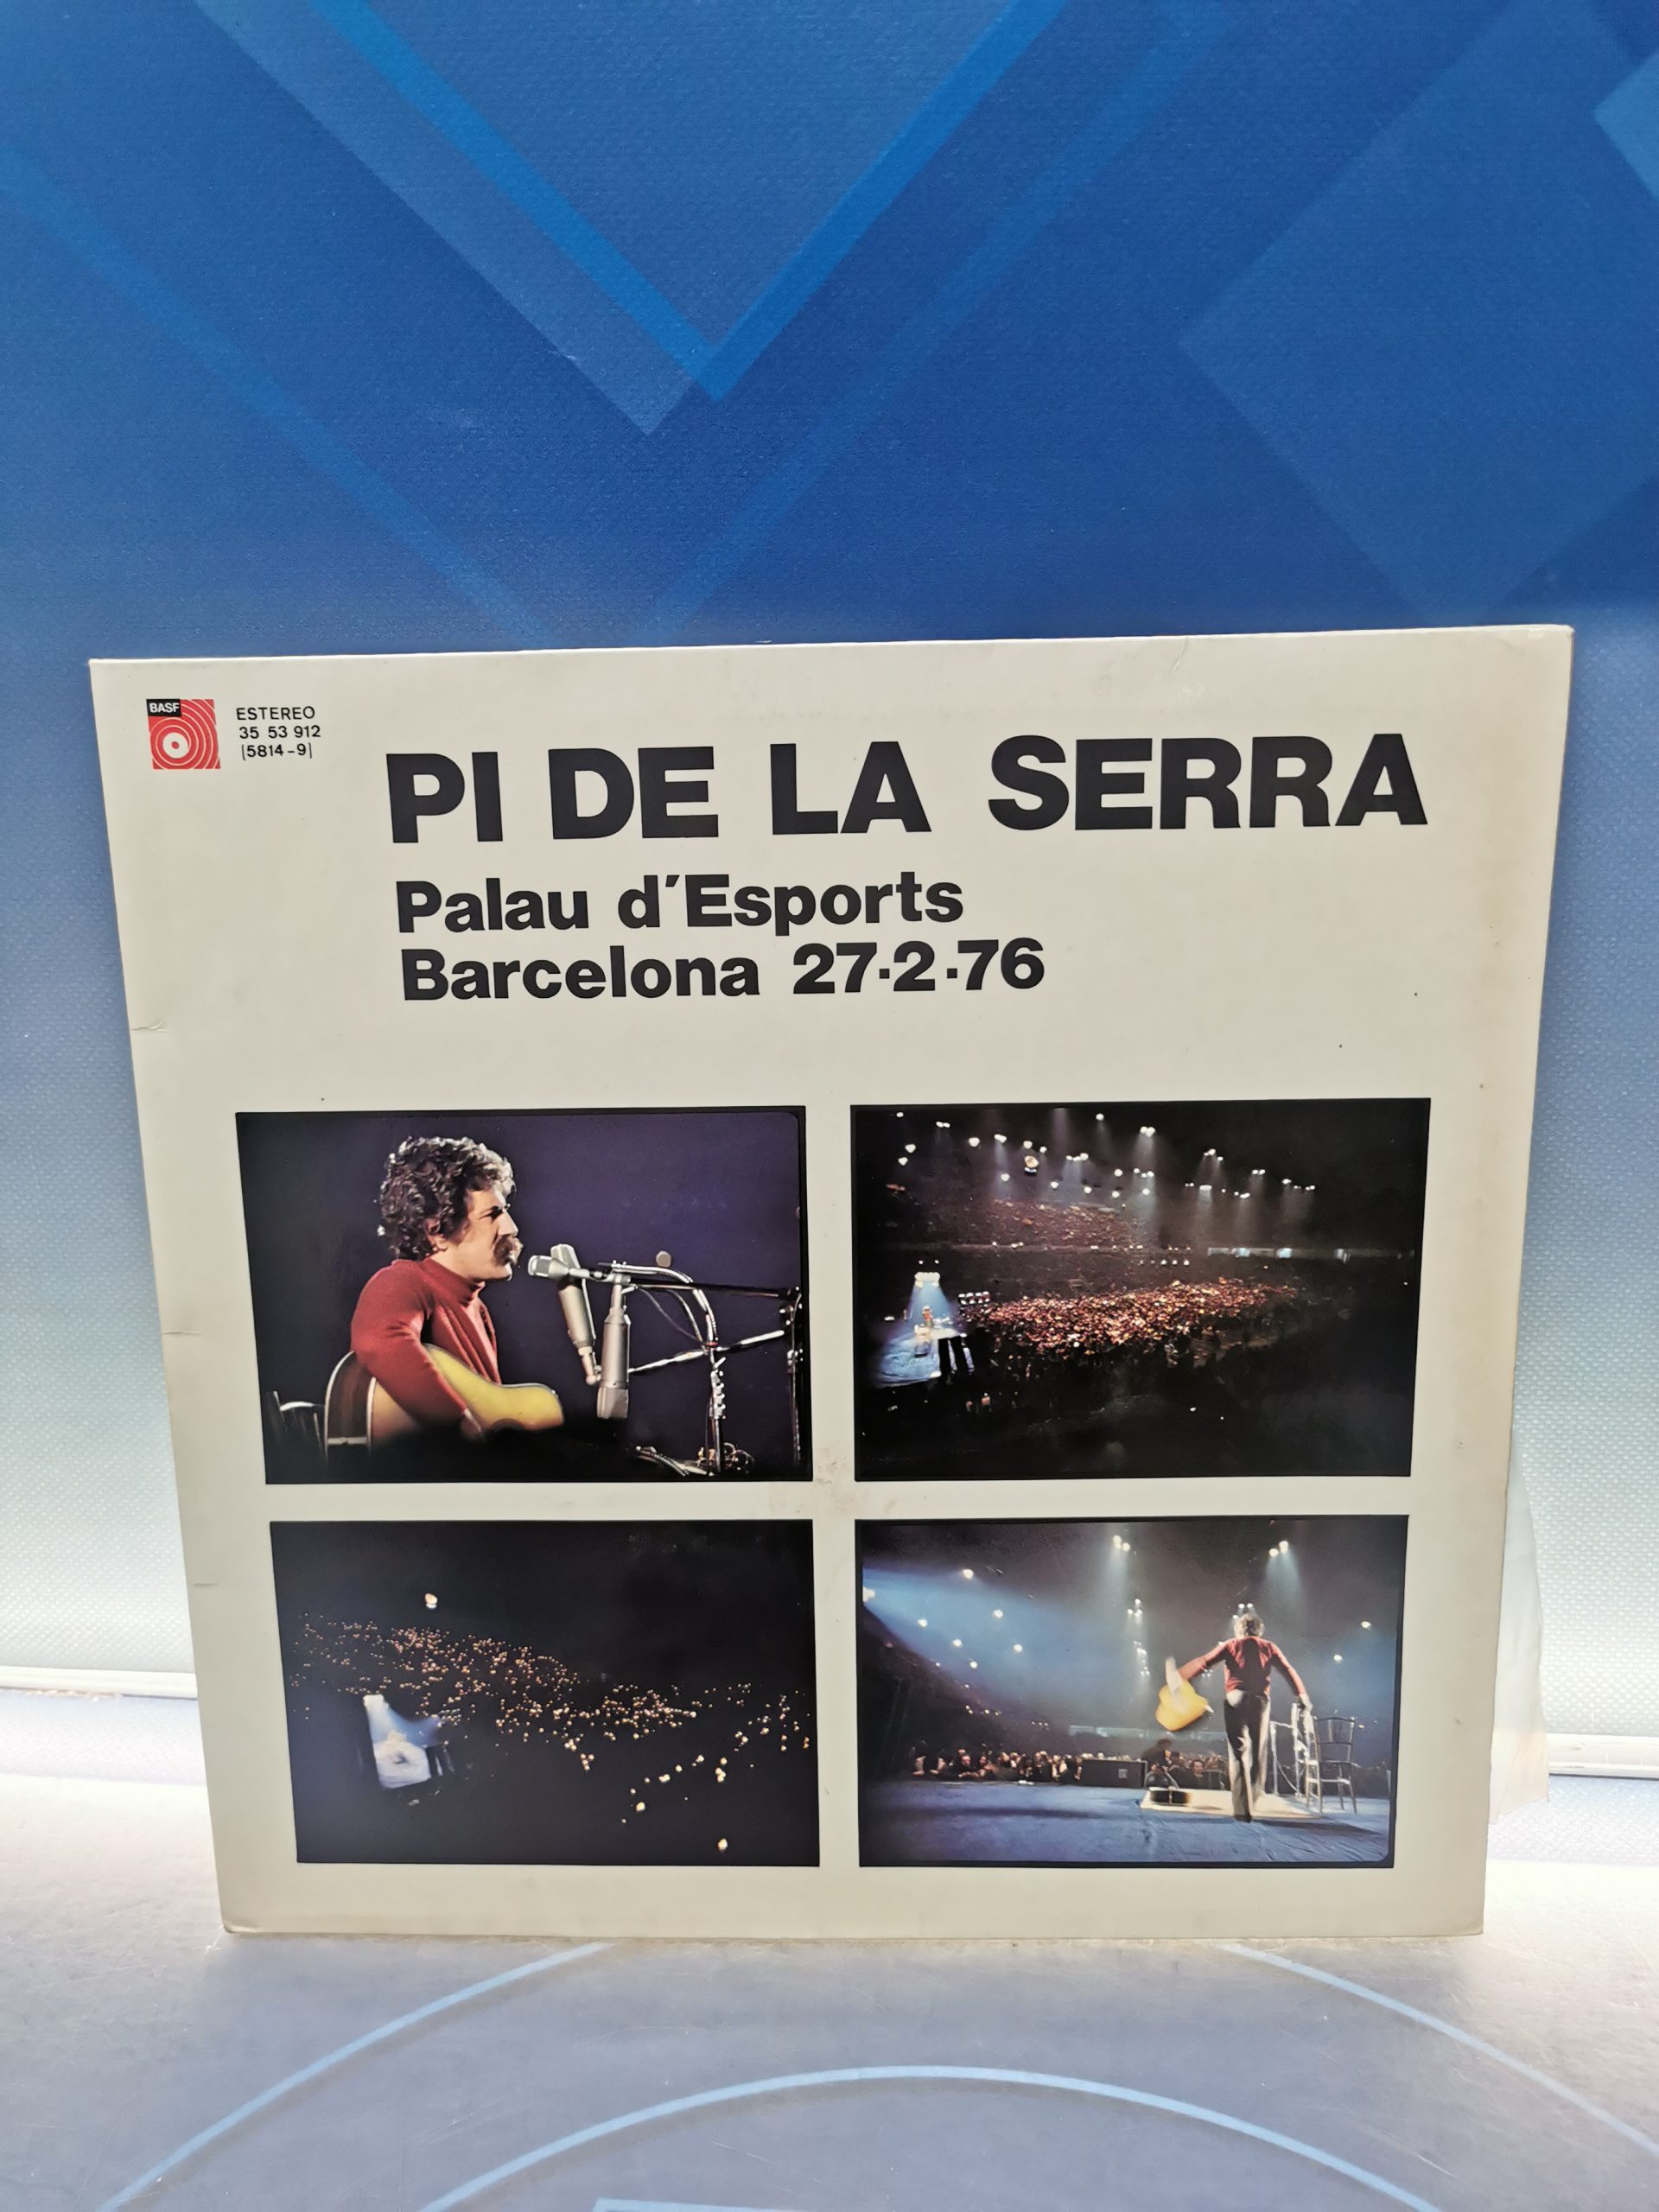 BASF
ESTEREO
35 53 912
(5814-9)
PI DE LA SERRA
Palau d'Esports
Barcelona 27·2·76